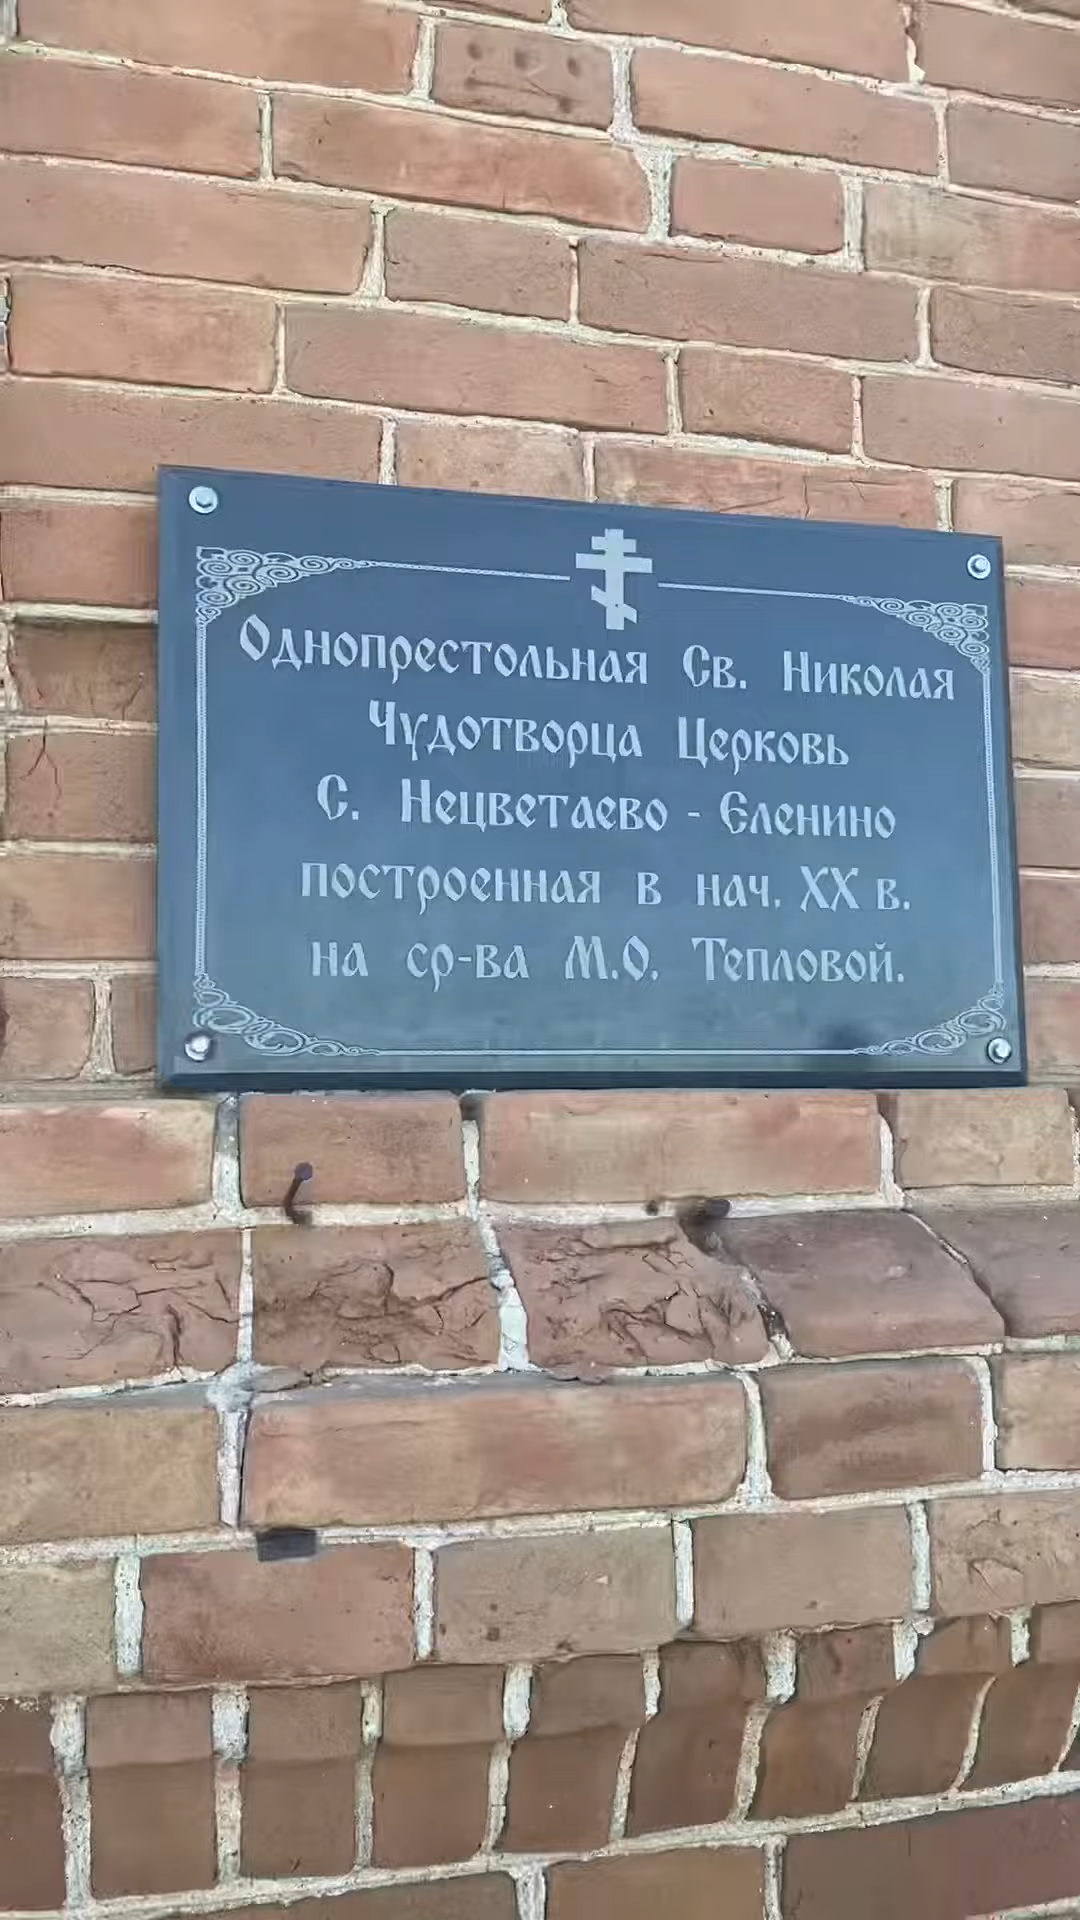 Однопрестольная Св. Николая
Чудотворца Церковь
С. Нецветаево - Еленино
построенная в нач. XX в.
на ср-ва М.О. Тепловой.